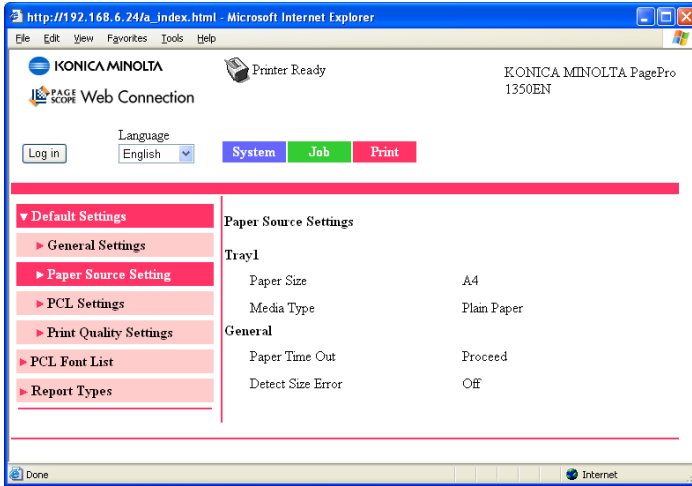 http://192.168.6.24/a_index.html - Microsoft Internet Explorer
File Edit View Favorites Tools Help
KONICA MINOLTA
Printer Ready
KONICA MINOLTA PagePro
1350EN
PAGE SCOPE Web Connection
Language
Log in
English
System
Job
Print
Default Settings
General Settings
Paper Source Setting
PCL Settings
Print Quality Settings
PCL Font List
Report Types
Paper Source Settings
Tray1
Paper Size A4
Media Type Plain Paper
General
Paper Time Out Proceed
Detect Size Error Off
Done
Internet